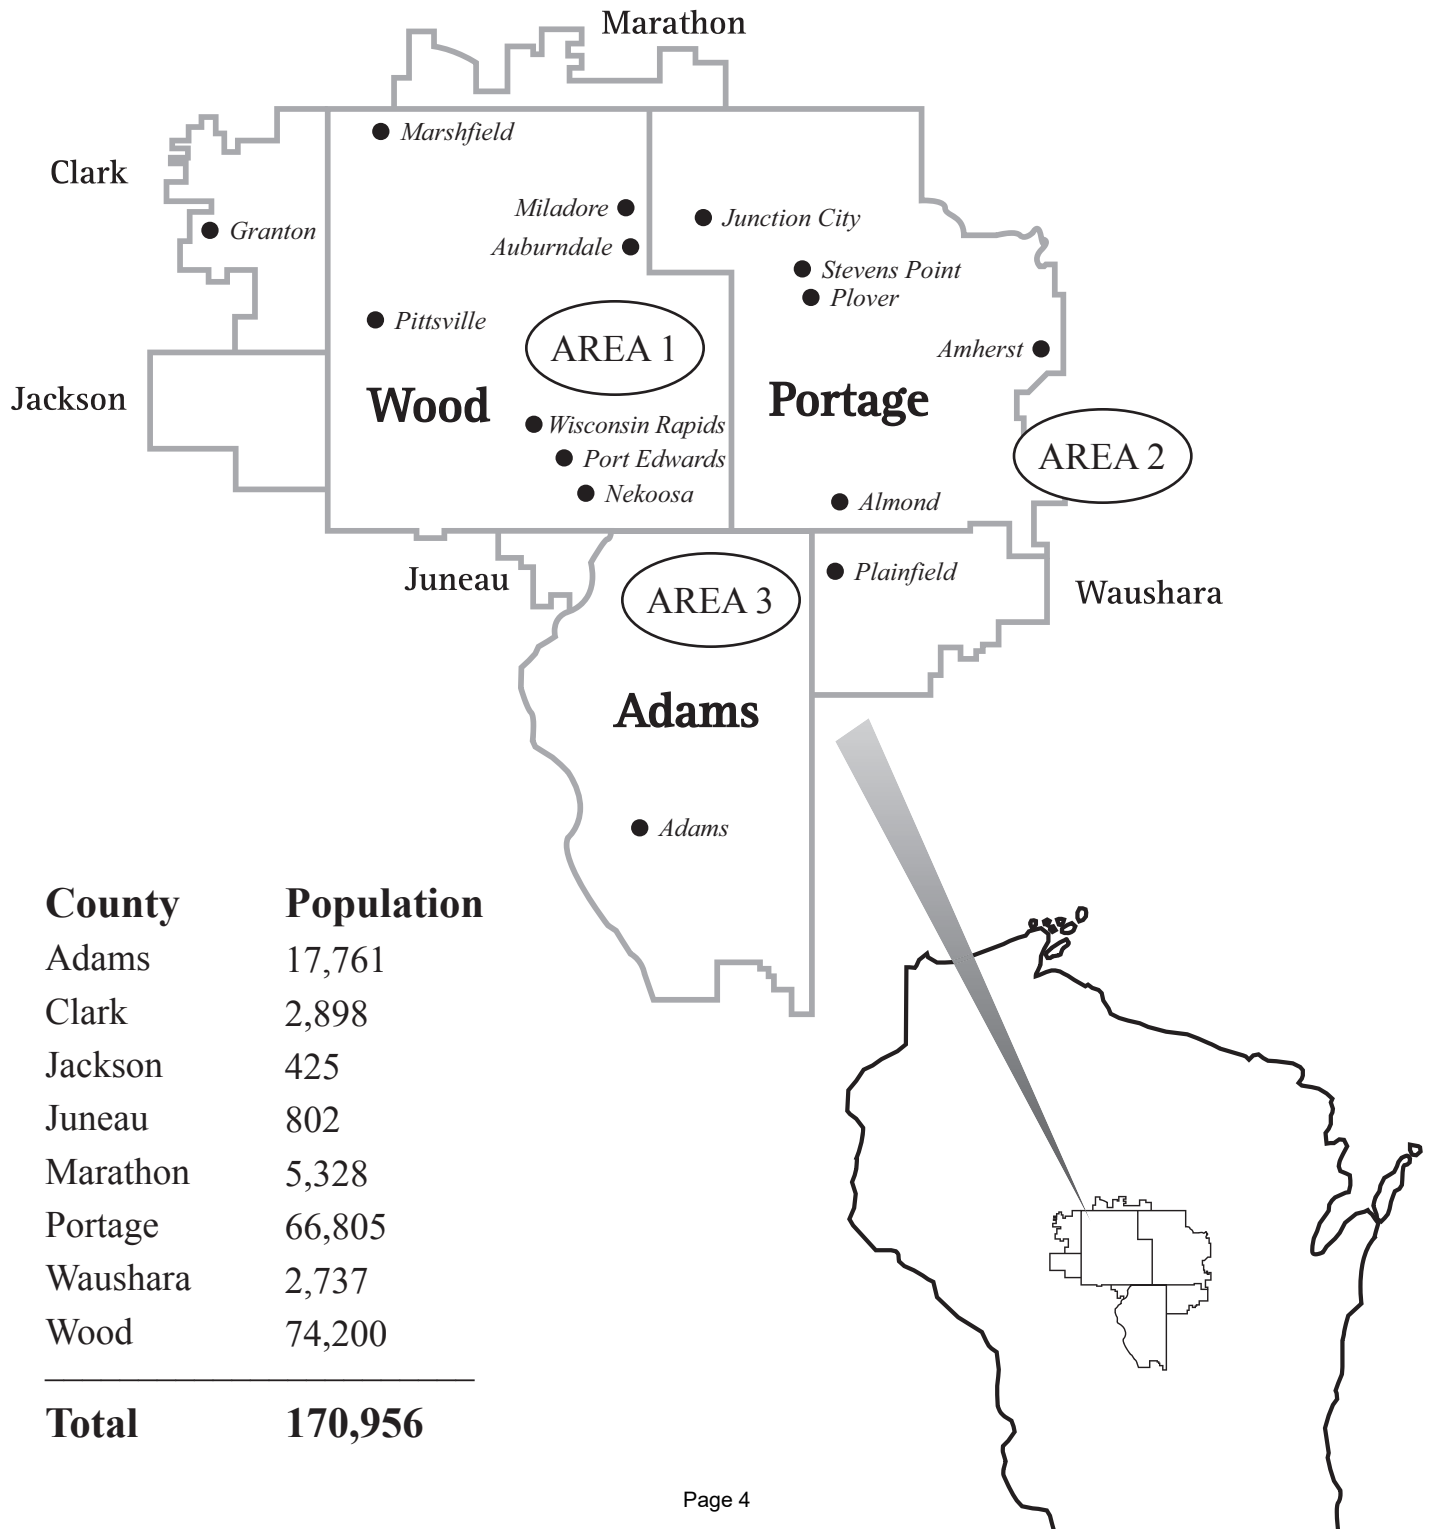 Marathon
Marshfield
Clark
Miladore
Junction City
Granton
Auburndale
Stevens Point
Plover
Pittsville
AREA 1
Amherst
Jackson
Wood
Portage
Wisconsin Rapids
AREA 2
Port Edwards
Nekoosa
Almond
Juneau
Plainfield
AREA 3
Waushara
Adams
Adams
County Population
Adams 17,761
Clark 2,898
Jackson 425
Juneau 802
Marathon 5,328
Portage 66,805
Waushara 2,737
Wood 74,200
Total 170,956
Page 4